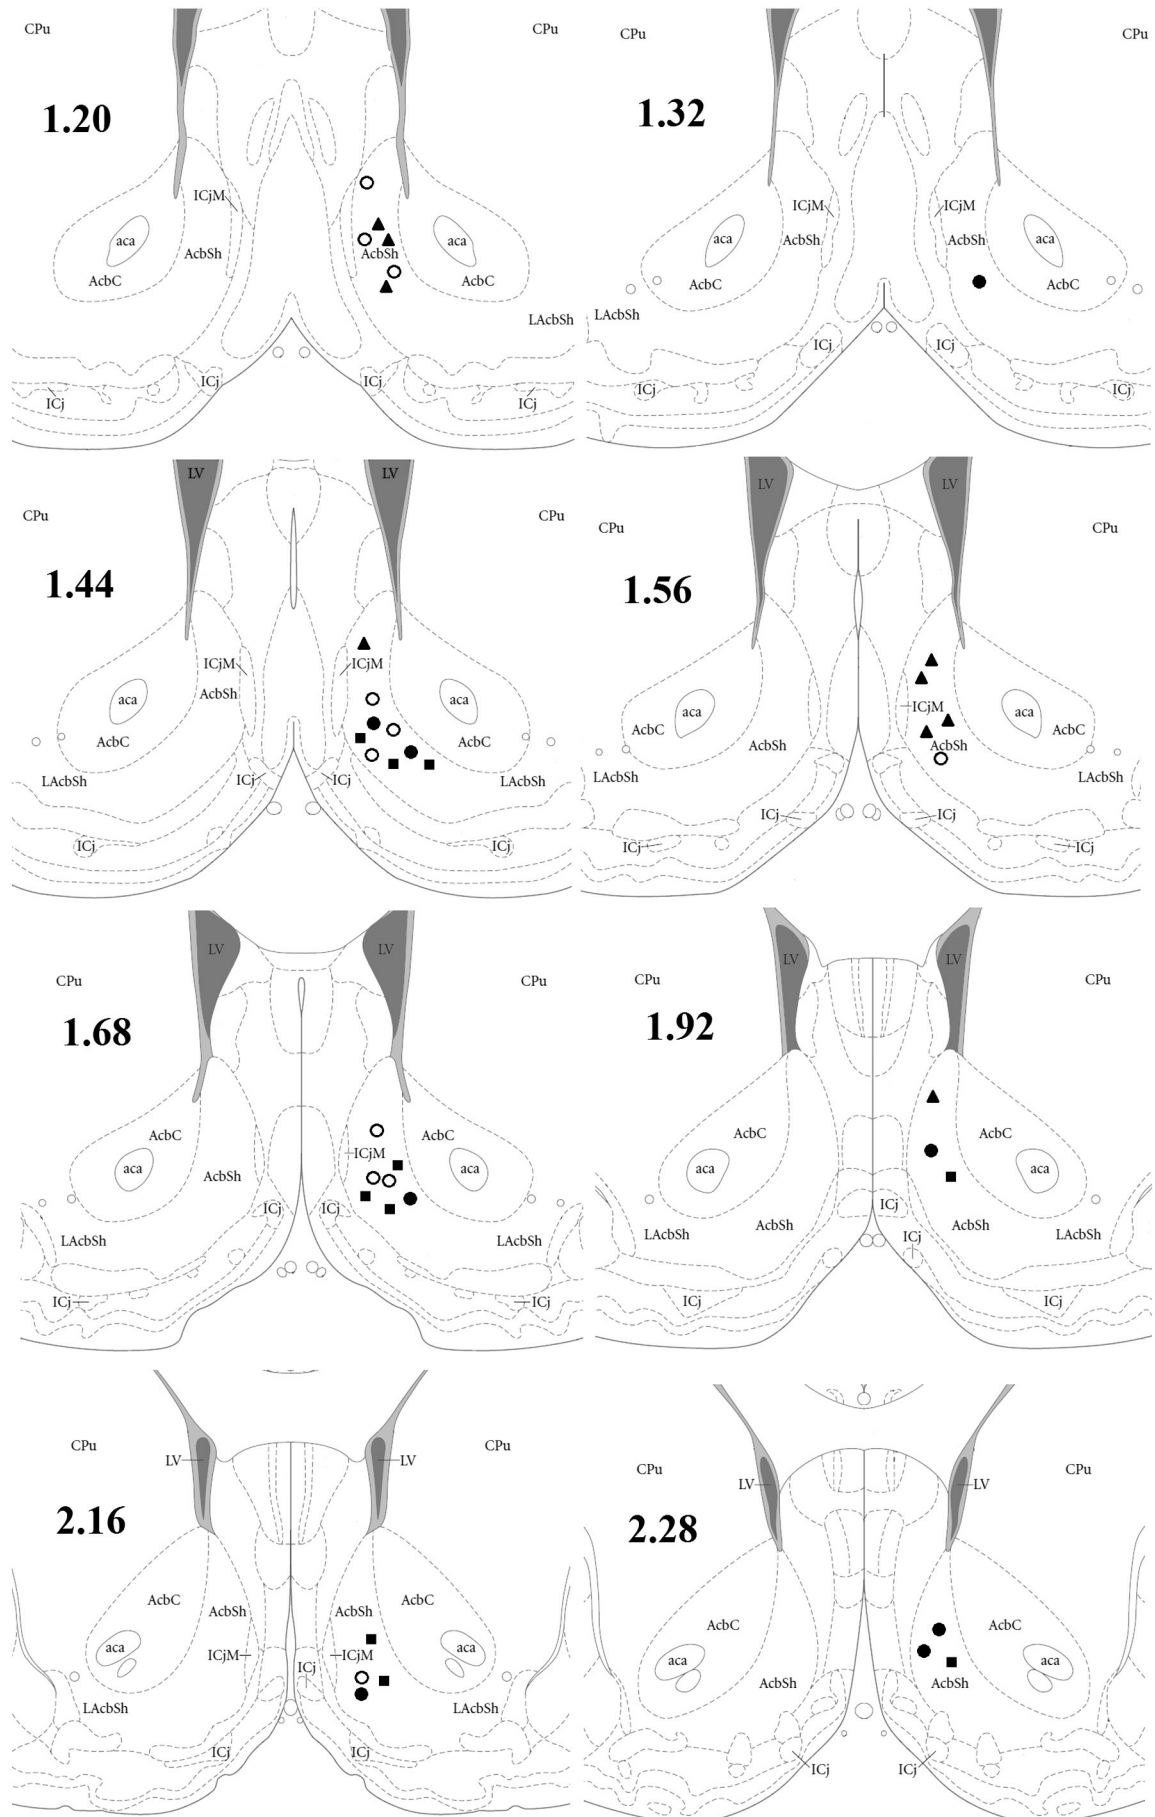 CPu CPu
1.20
ICjM
aca aca
AcbSh AcbSh
AcbC AcbC
LAcbSh
ICj ICj
ICj ICj
CPu CPu
1.32
ICjM ICjM
AcbSh AcbSh
aca aca
AcbC AcbC
LAcbSh
ICj ICj
ICj ICj
LV LV
CPu CPu
1.44
ICjM ICjM
AcbSh
aca aca
AcbC AcbC
LAcbSh LAcbSh
ICj ICj
ICj ICj
LV LV
CPu CPu
1.56
ICjM
aca aca
AcbC AcbC
AcbSh AcbSh
LAcbSh LAcbSh
ICj ICj
ICj ICj
LV LV
CPu CPu
1.68
AcbC AcbC
ICjM
aca aca
AcbSh
ICj ICj
LAcbSh LAcbSh
ICj ICj
LV LV
CPu CPu
1.92
AcbC AcbC
aca aca
ICj
AcbSh AcbSh
LAcbSh LAcbSh
ICj
ICj ICj
CPu CPu
LV LV
2.16
AcbC AcbC
AcbSh AcbSh
aca aca
ICjM ICjM
ICj
LAcbSh LAcbSh
ICj ICj
CPu CPu
LV LV
2.28
AcbC AcbC
aca aca
AcbSh AcbSh
ICj ICj